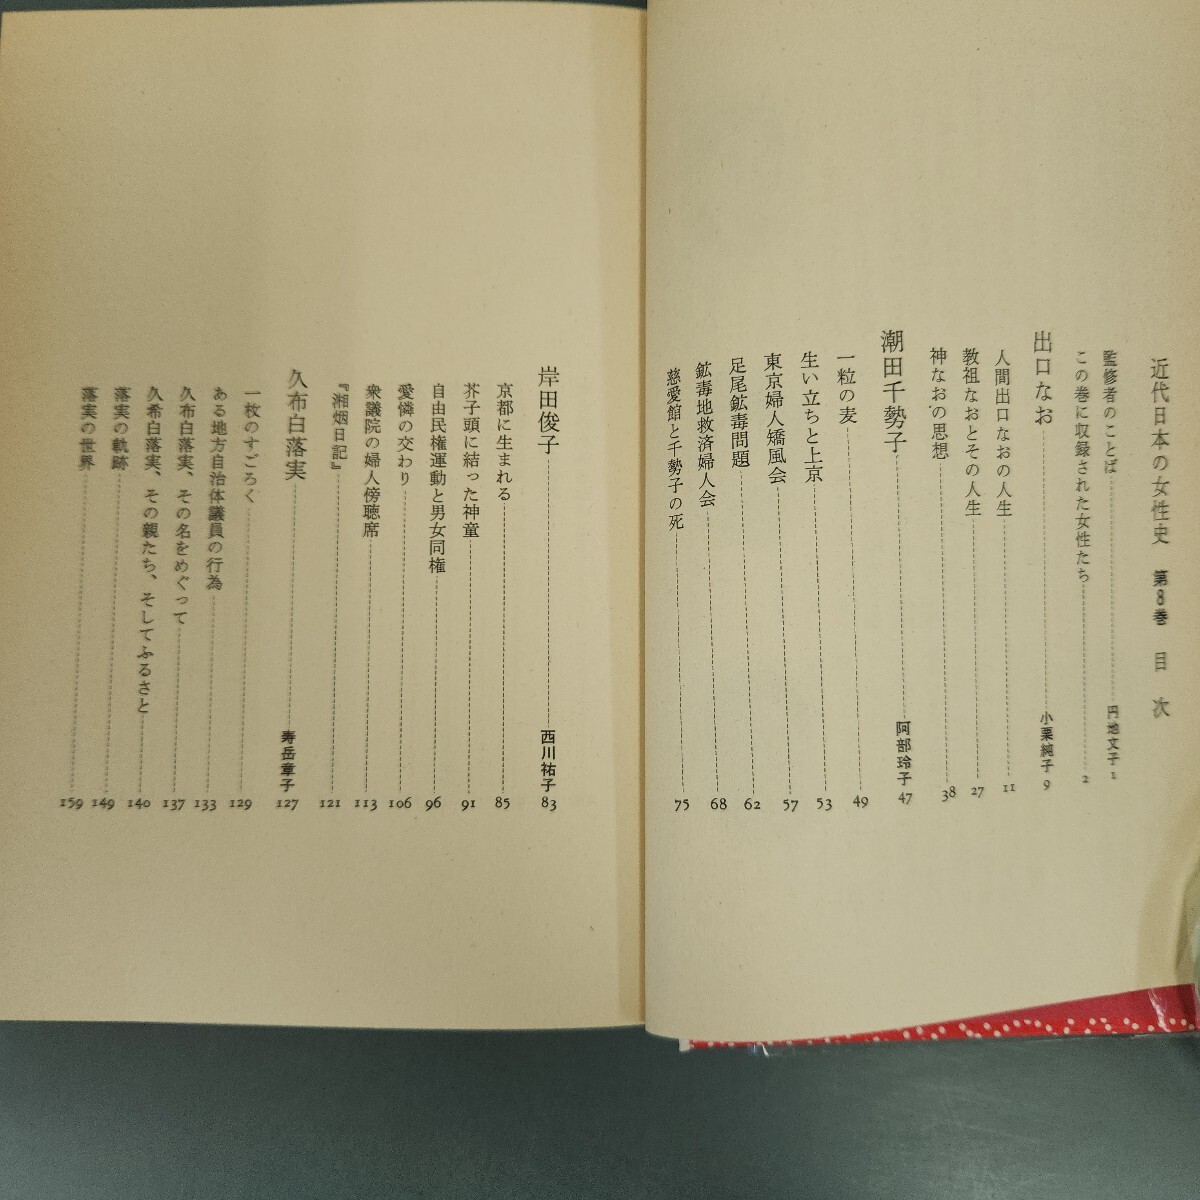 近代日本の女性史 第8巻 目次
監修者のことば 円地文子 1
この巻に収録された女性たち 2
出口なお 小栗純子 9
人間出口なおの人生 11
教祖なおとその人生 27
神なおの思想 38
潮田千勢子 阿部玲子 47
一粒の麦 49
生い立ちと上京 53
東京婦人矯風会 57
足尾鉱毒問題 62
鉱毒地救済婦人会 68
慈愛館と千勢子の死 75
岸田俊子 西川祐子 83
京都に生まれる 85
芥子頭に結った神童 91
自由民権運動と男女同権 96
愛憐の交わり 106
衆議院の婦人傍聴席 113
『湘烟日記』 121
久布白落実 寿岳章子 127
一枚のすごろく 129
ある地方自治体議員の行為 133
久布白落実、その名をめぐって 137
久希白落実、その親たち、そしてふるさと 140
落実の軌跡 149
落実の世界 159